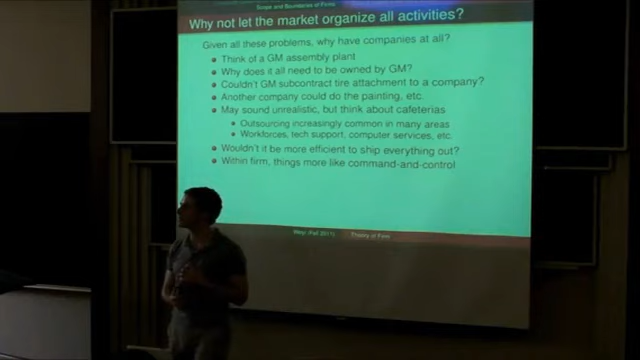 Scope and Boundaries of Firms
Why not let the market organize all activities?
Given all these problems, why have companies at all?
Think of a GM assembly plant
Why does it all need to be owned by GM?
Couldn't GM subcontract tire attachment to a company?
Another company could do the painting, etc.
May sound unrealistic, but think about cafeterias
Outsourcing increasingly common in many areas
Workforces, tech support, computer services, etc.
Wouldn't it be more efficient to ship everything out?
Within firm, things more like command-and-control
(Fall 2011) Theory of Firm